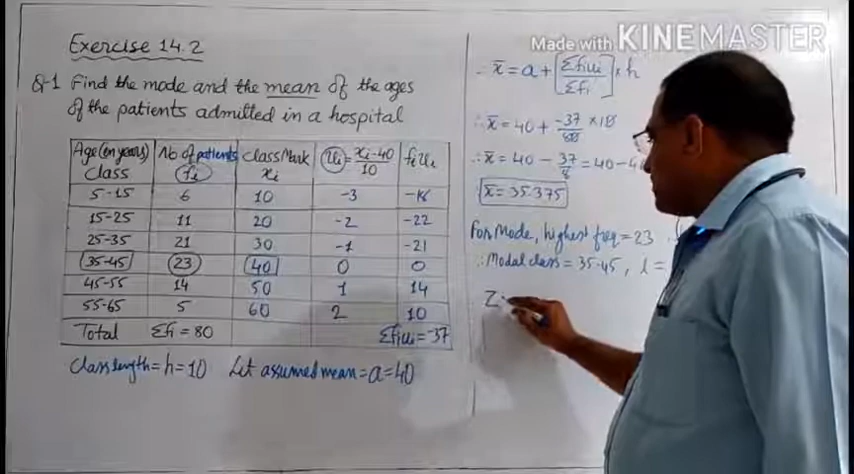 Made with KINEMASTER
Exercise 14.2
Q-1 Find the mode and the mean of the ages
of the patients admitted in a hospital
Age (in years) Class | No of patients fi | Class Mark xi | ui = xi-40/10 | fiui
5-15 | 6 | 10 | -3 | -18
15-25 | 11 | 20 | -2 | -22
25-35 | 21 | 30 | -1 | -21
35-45 | 23 | 40 | 0 | 0
45-55 | 14 | 50 | 1 | 14
55-65 | 5 | 60 | 2 | 10
Total | Σfi = 80 | Σfiui = -37
Class length = h = 10 Let assumed mean = a = 40
x̄ = a + [Σfiui/Σfi] × h
∴ x̄ = 40 + -37/80 × 10
∴ x̄ = 40 - 37/8 = 40 - 4
x̄ = 35.375
For Mode, highest freq = 23
∴ Modal class = 35-45, l =
Z